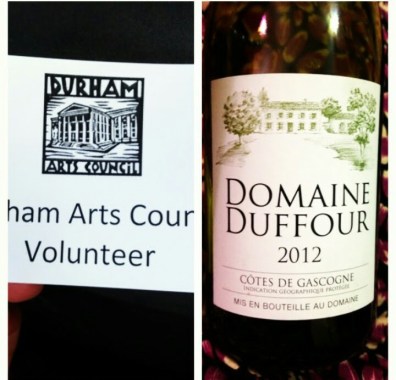 DURHAM
ARTS COUNCIL
ham Arts Coun
Volunteer
DOMAINE
DUFFOUR
2012
CÔTES DE GASCOGNE
INDICATION GÉOGRAPHIQUE PROTÉGÉE
MIS EN BOUTEILLE AU DOMAINE